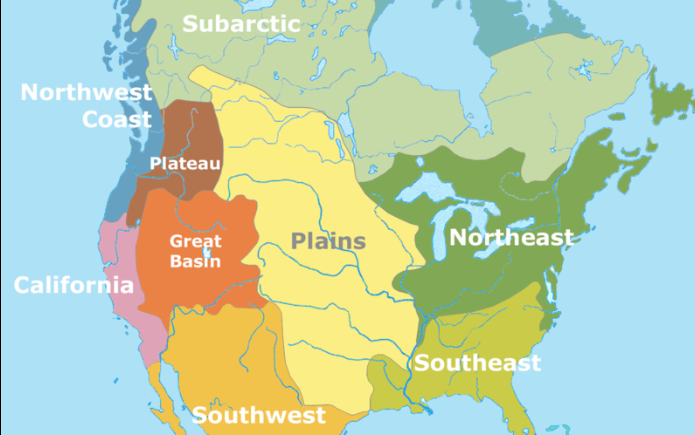 Subarctic
Northwest
Coast
Plateau
Plains
Northeast
Great
Basin
California
Southeast
Southwest